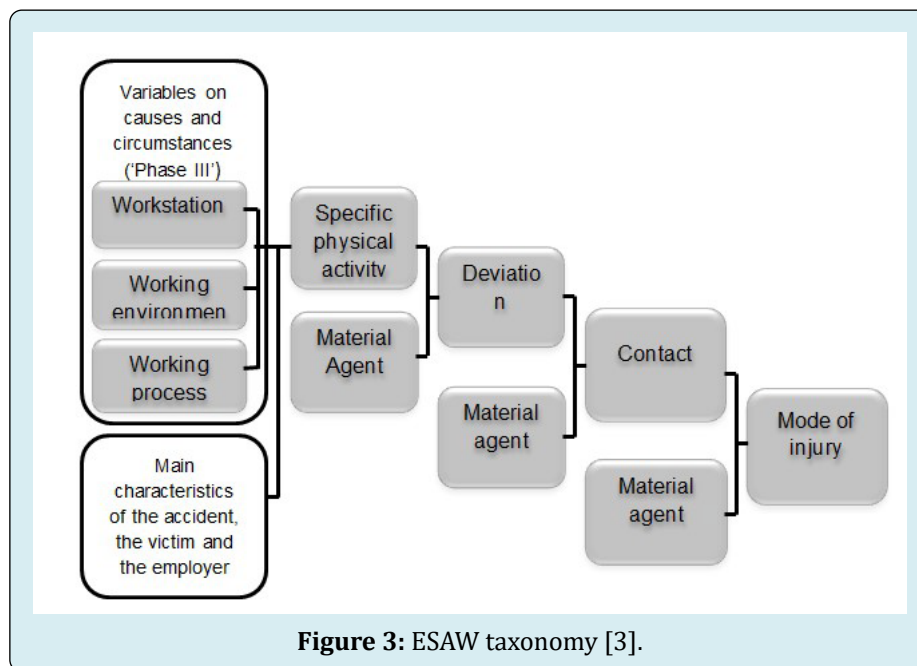 Variables on
causes and
circumstances
(‘Phase III’)
Workstation
Working
environmen
Working
process
Main
characteristics
of the accident,
the victim and
the employer
Specific
physical
activity
Material
Agent
Deviatio
n
Material
agent
Contact
Material
agent
Mode of
injury
Figure 3: ESAW taxonomy [3].